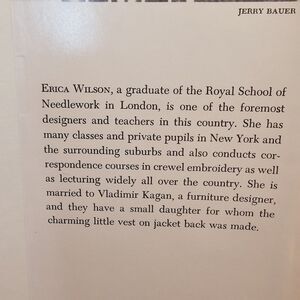 JERRY BAUER
ERICA WILSON, a graduate of the Royal School of
Needlework in London, is one of the foremost
designers and teachers in this country. She has
many classes and private pupils in New York and
the surrounding suburbs and also conducts cor-
respondence courses in crewel embroidery as well
as lecturing widely all over the country. She is
married to Vladimir Kagan, a furniture designer,
and they have a small daughter for whom the
charming little vest on jacket back was made.